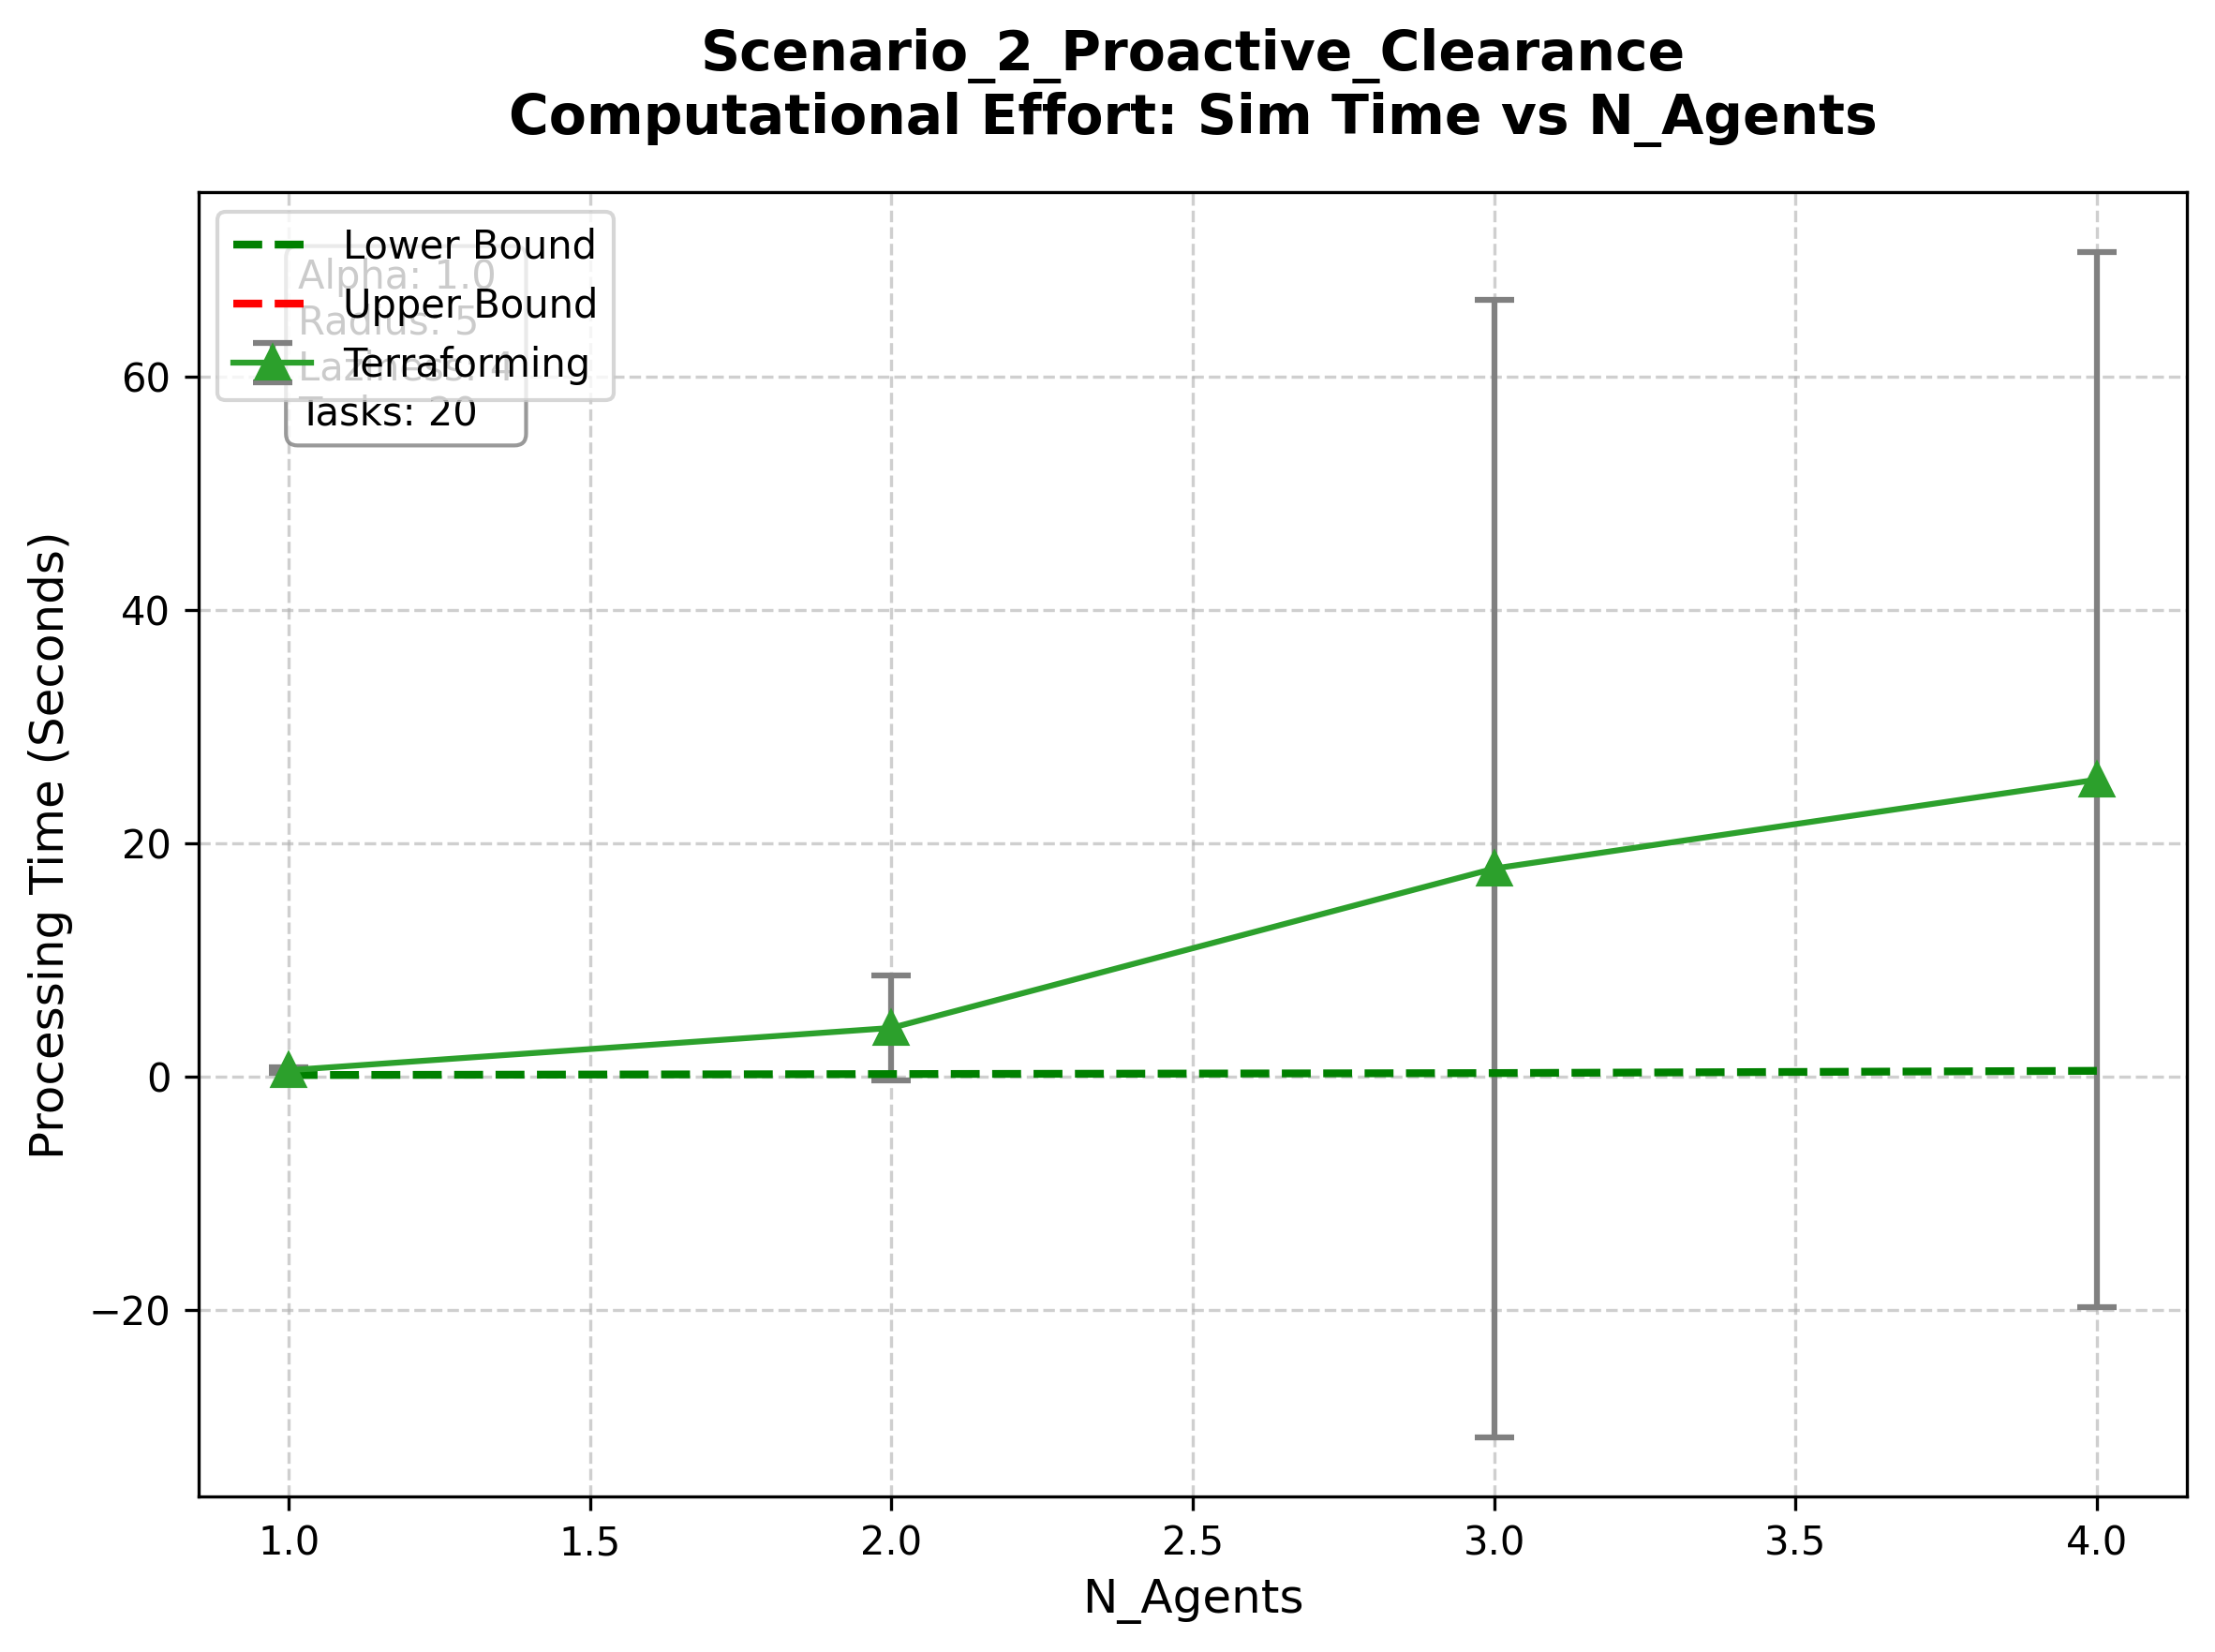 Scenario_2_Proactive_Clearance
Computational Effort: Sim Time vs N_Agents
Lower Bound
Upper Bound
Terraforming
Alpha: 1.0
Radius: 5
Laziness: 4
Tasks: 20
Processing Time (Seconds)
60
40
20
0
−20
1.0
1.5
2.0
2.5
3.0
3.5
4.0
N_Agents